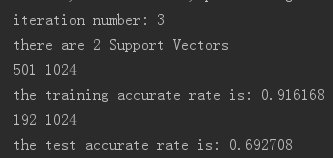 iteration number: 3
there are 2 Support Vectors
501 1024
the training accurate rate is: 0.916168
192 1024
the test accurate rate is: 0.692708